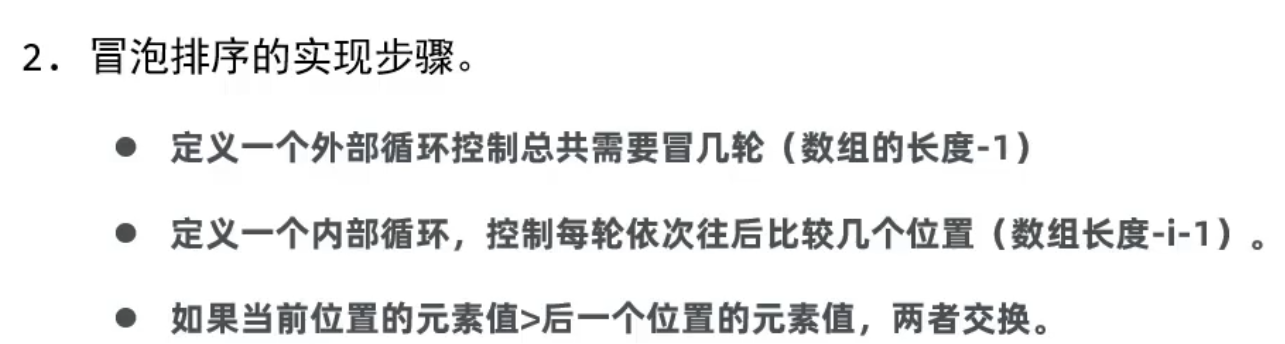 2. 冒泡排序的实现步骤。
● 定义一个外部循环控制总共需要冒几轮（数组的长度-1）
● 定义一个内部循环，控制每轮依次往后比较几个位置（数组长度-i-1）。
● 如果当前位置的元素值>后一个位置的元素值，两者交换。